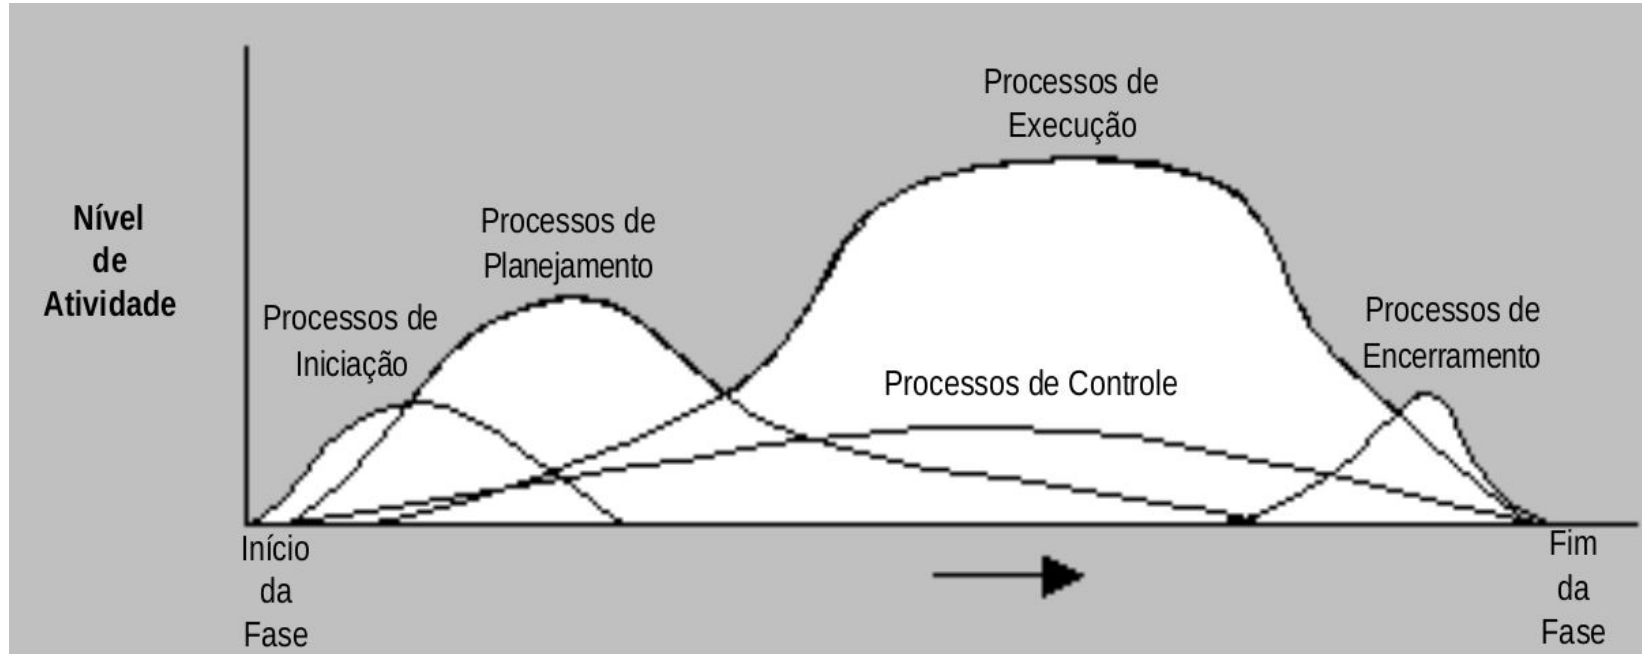 Processos de
Execução
Nível
de
Atividade
Processos de
Planejamento
Processos de
Iniciação
Processos de
Encerramento
Processos de Controle
Início
da
Fase
Fim
da
Fase